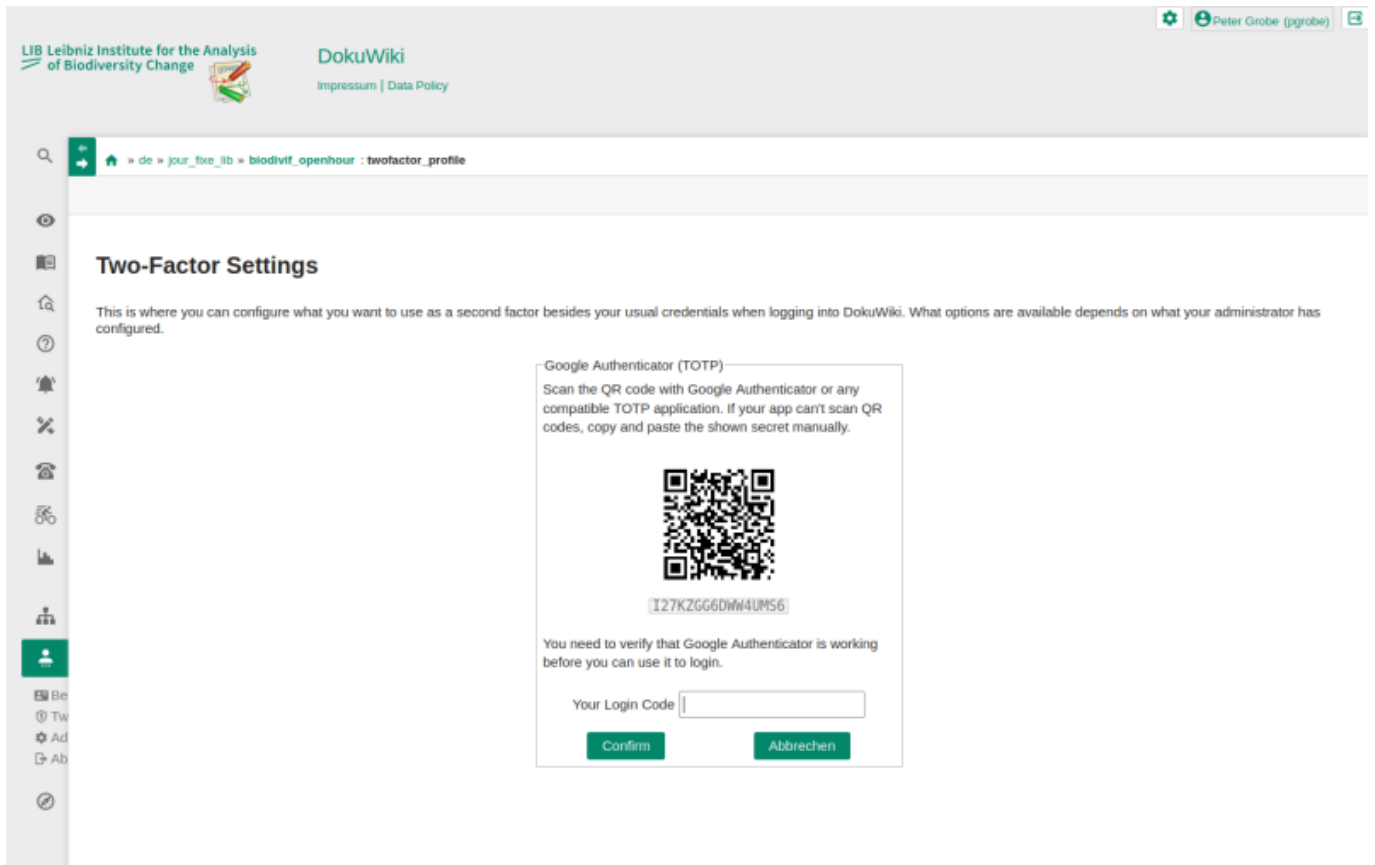 Peter Grobe (pgrobe)
LIB Leibniz Institute for the Analysis
of Biodiversity Change
DokuWiki
Impressum | Data Policy
» de » jour_fixe_lib » biodivif_openhour : twofactor_profile
Two-Factor Settings
This is where you can configure what you want to use as a second factor besides your usual credentials when logging into DokuWiki. What options are available depends on what your administrator has
configured.
Google Authenticator (TOTP)
Scan the QR code with Google Authenticator or any
compatible TOTP application. If your app can't scan QR
codes, copy and paste the shown secret manually.
I27KZGG6DWW4UMS6
You need to verify that Google Authenticator is working
before you can use it to login.
Your Login Code
Confirm Abbrechen
Be
Tw
Ad
Ab